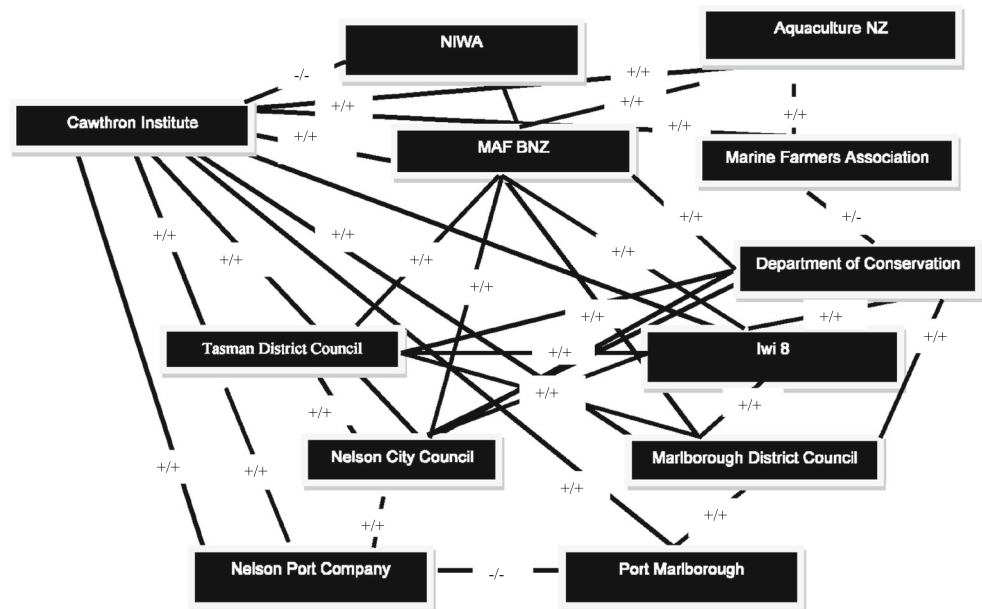 NIWA
Aquaculture NZ
-/-
+/+
+/+
+/+
+/+
Cawthron Institute
+/+
+/+
MAF BNZ
Marine Farmers Association
+/+
+/-
+/+
+/+
+/+
+/+
+/+
+/+
Department of Conservation
+/+
+/+
+/+
+/+
Tasman District Council
Iwi 8
+/+
+/+
+/+
+/+
Nelson City Council
Marlborough District Council
+/+
+/+
+/+
+/+
+/+
Nelson Port Company
-/-
Port Marlborough